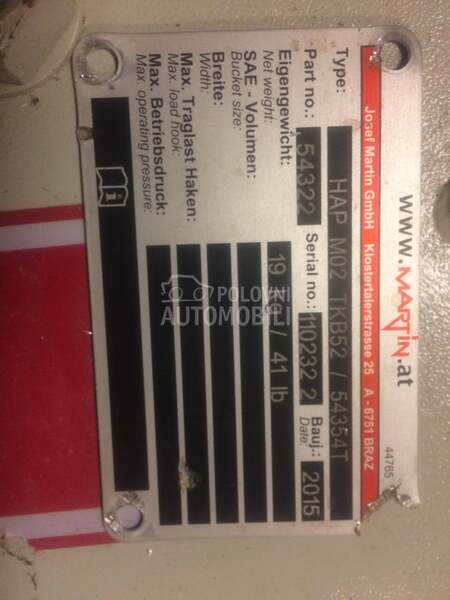 www.MARTIN.at
Josef Martin GmbH Klostertalerstrasse 25 A - 6751 BRAZ
44765
Type: HAP M02 TKB52 / 54354T
Part no.: 54322 Serial no.: 110232 2 Bauj.: 2015
Date:
Eigengewicht: 19 Kg / 41 lb
Net weight:
SAE - Volumen:
Bucket size:
Breite:
Width:
Max. Traglast Haken:
Max. load hook:
Max. Betriebsdruck:
Max. operating pressure:
i
POLOVNI
AUTOMOBILI